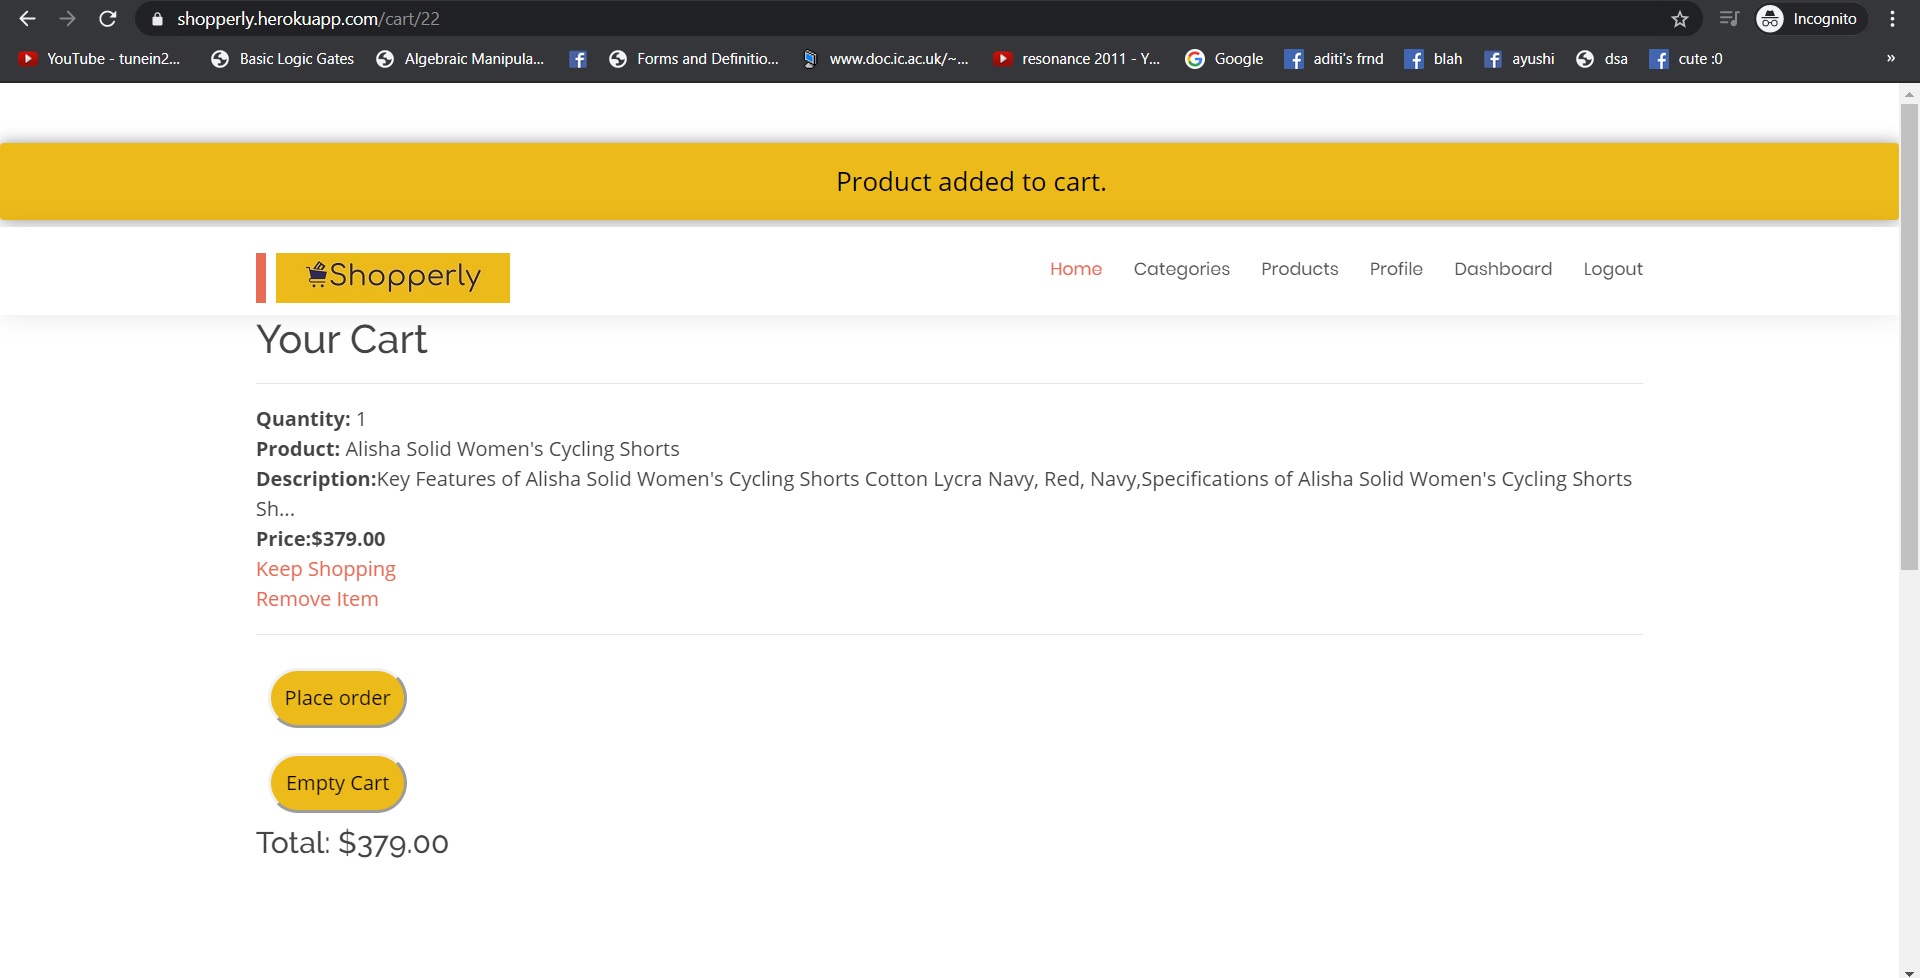 shopperly.herokuapp.com/cart/22
Incognito
YouTube - tunein2...
Basic Logic Gates
Algebraic Manipula...
Forms and Definitio...
www.doc.ic.ac.uk/~...
resonance 2011 - Y...
Google
aditi's frnd
blah
ayushi
dsa
cute :0
»
Product added to cart.
Shopperly
Home
Categories
Products
Profile
Dashboard
Logout
Your Cart
Quantity: 1
Product: Alisha Solid Women's Cycling Shorts
Description:Key Features of Alisha Solid Women's Cycling Shorts Cotton Lycra Navy, Red, Navy,Specifications of Alisha Solid Women's Cycling Shorts
Sh...
Price:$379.00
Keep Shopping
Remove Item
Place order
Empty Cart
Total: $379.00